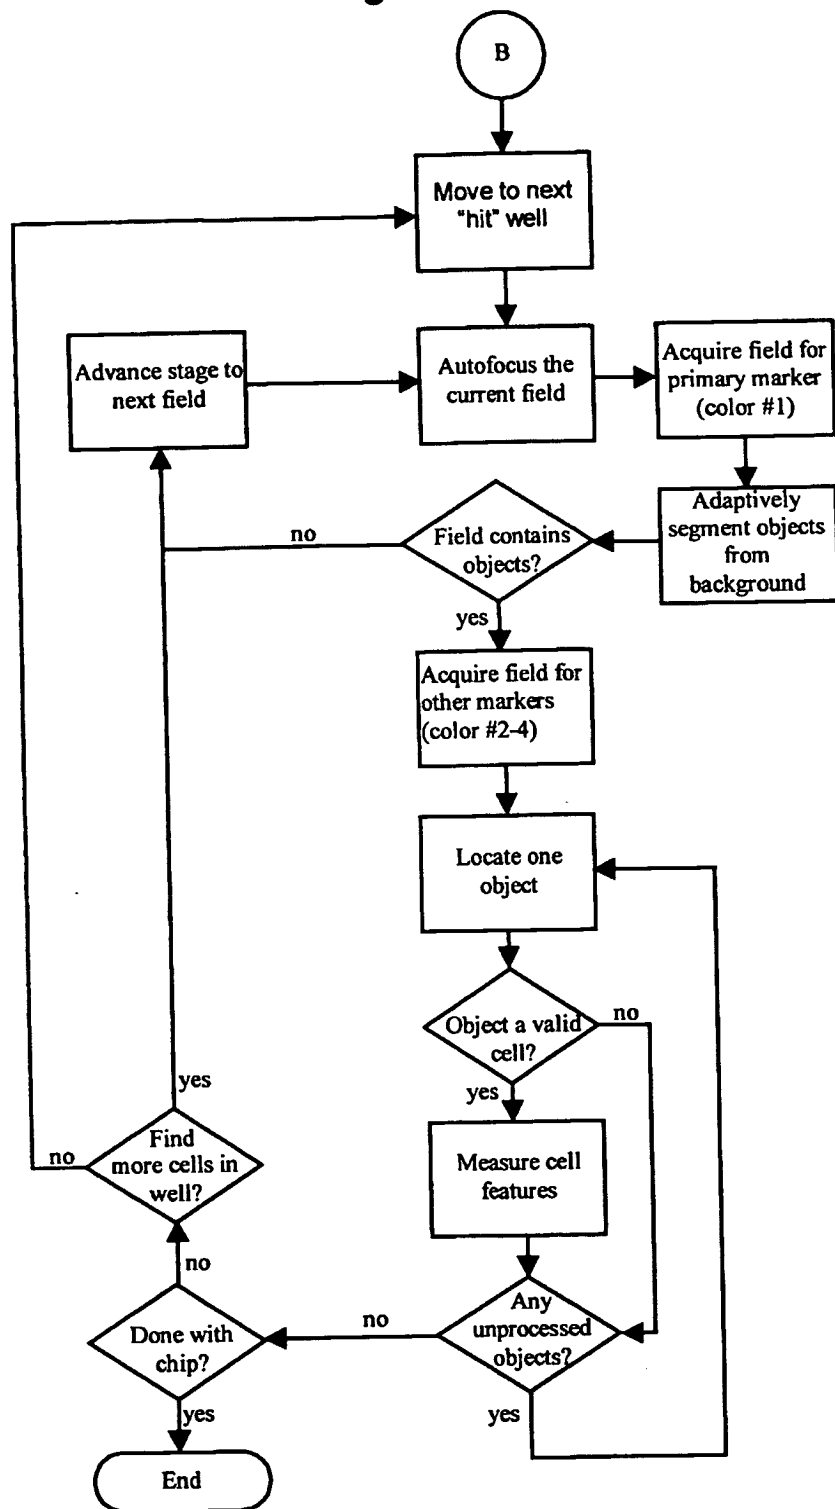 B
Move to next
"hit" well
Advance stage to
next field
Autofocus the
current field
Acquire field for
primary marker
(color #1)
Adaptively
segment objects
from
background
Field contains
objects?
no
yes
Acquire field for
other markers
(color #2-4)
Locate one
object
Object a valid
cell?
no
yes
Measure cell
features
Any
unprocessed
objects?
yes
no
Done with
chip?
no
yes
Find
more cells in
well?
yes
no
End